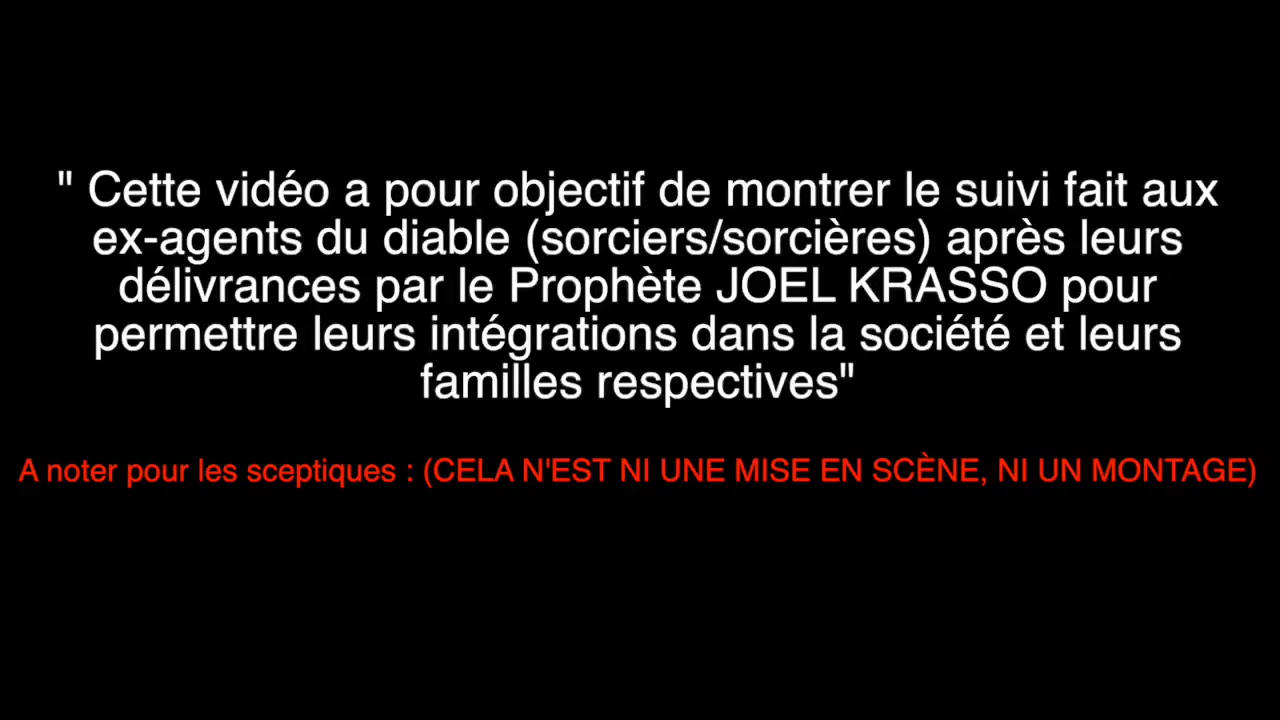 " Cette vidéo a pour objectif de montrer le suivi fait aux
ex-agents du diable (sorciers/sorcières) après leurs
délivrances par le Prophète JOEL KRASSO pour
permettre leurs intégrations dans la société et leurs
familles respectives"
A noter pour les sceptiques : (CELA N'EST NI UNE MISE EN SCÈNE, NI UN MONTAGE)